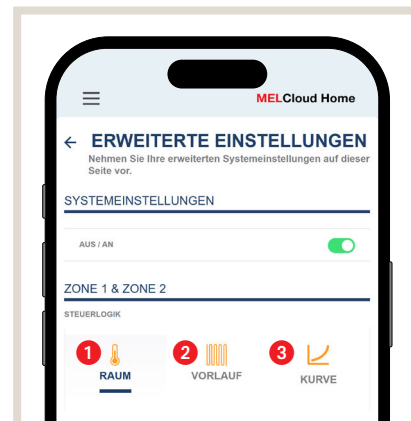 MELCloud Home
ERWEITERTE EINSTELLUNGEN
Nehmen Sie Ihre erweiterten Systemeinstellungen auf dieser
Seite vor.
SYSTEMEINSTELLUNGEN
AUS / AN
ZONE 1 & ZONE 2
STEUERLOGIK
1 2 3
RAUM VORLAUF KURVE